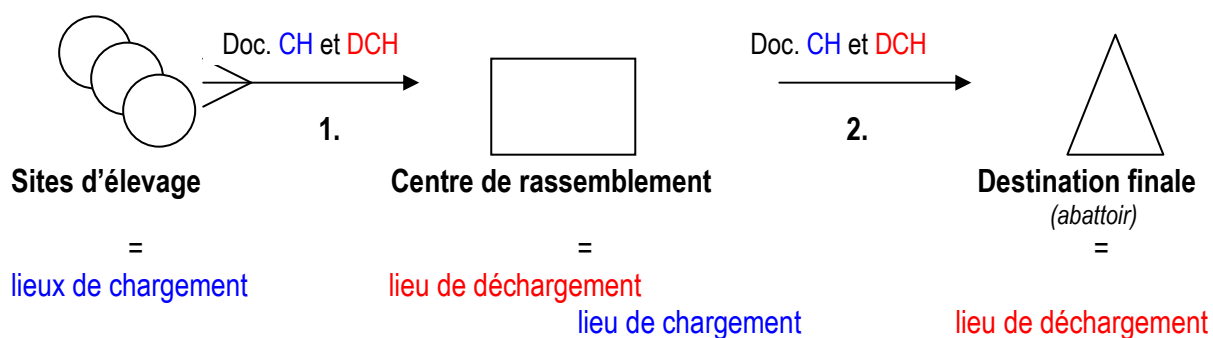 Doc. CH et DCH Doc. CH et DCH
1. 2.
Sites d'élevage Centre de rassemblement Destination finale
(abattoir)
= = =
lieux de chargement lieu de déchargement
lieu de chargement lieu de déchargement